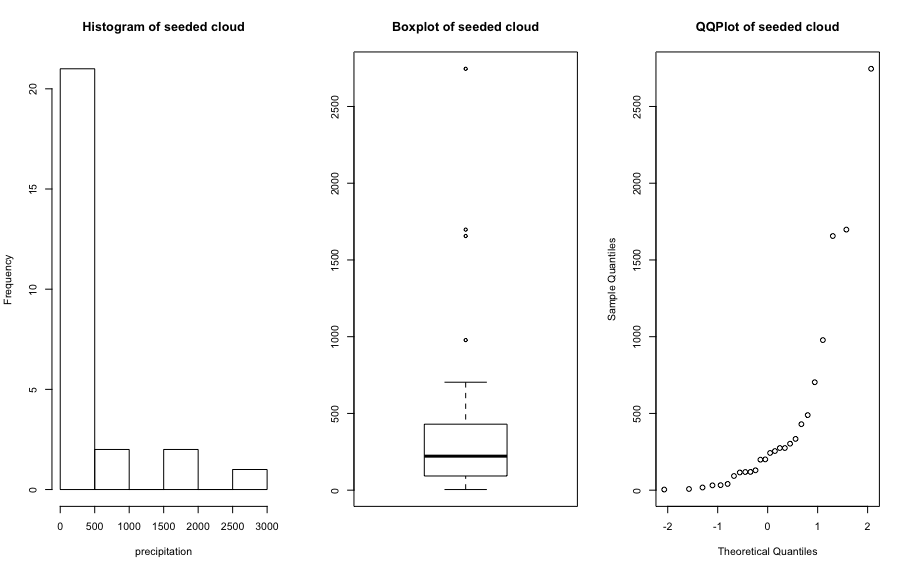 Histogram of seeded cloud
Frequency
20
15
10
5
0
0 500 1000 1500 2000 2500 3000
precipitation
Boxplot of seeded cloud
2500
2000
1500
1000
500
0
QQPlot of seeded cloud
Sample Quantiles
2500
2000
1500
1000
500
0
-2 -1 0 1 2
Theoretical Quantiles